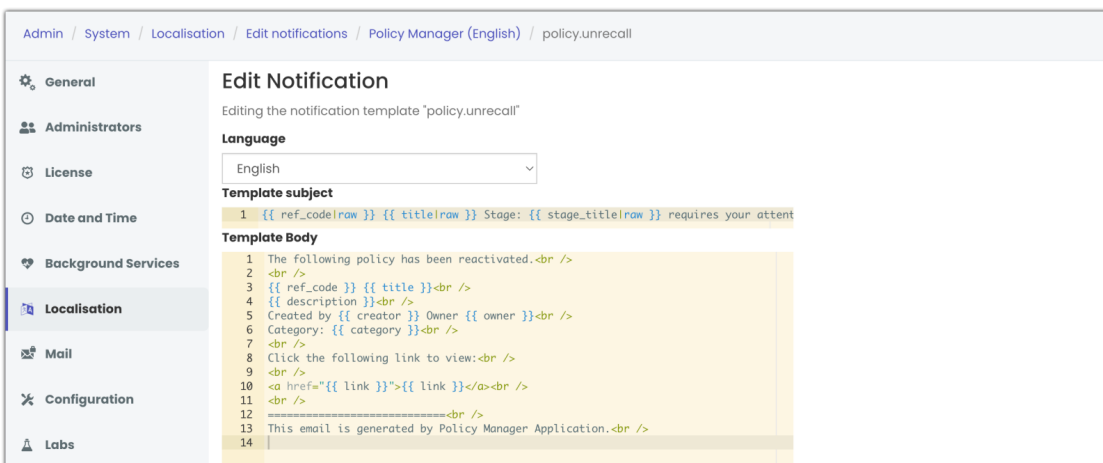 Admin / System / Localisation / Edit notifications / Policy Manager (English) / policy.unrecall
General
Administrators
License
Date and Time
Background Services
Localisation
Mail
Configuration
Labs
Edit Notification
Editing the notification template "policy.unrecall"
Language
English
Template subject
1 {{ ref_code|raw }} {{ title|raw }} Stage: {{ stage_title|raw }} requires your attent
Template Body
1 The following policy has been reactivated.<br />
2 <br />
3 {{ ref_code }} {{ title }}<br />
4 {{ description }}<br />
5 Created by {{ creator }} Owner {{ owner }}<br />
6 Category: {{ category }}<br />
7 <br />
8 Click the following link to view:<br />
9 <br />
10 <a href="{{ link }}">{{ link }}</a><br />
11 <br />
12 ============================<br />
13 This email is generated by Policy Manager Application.<br />
14